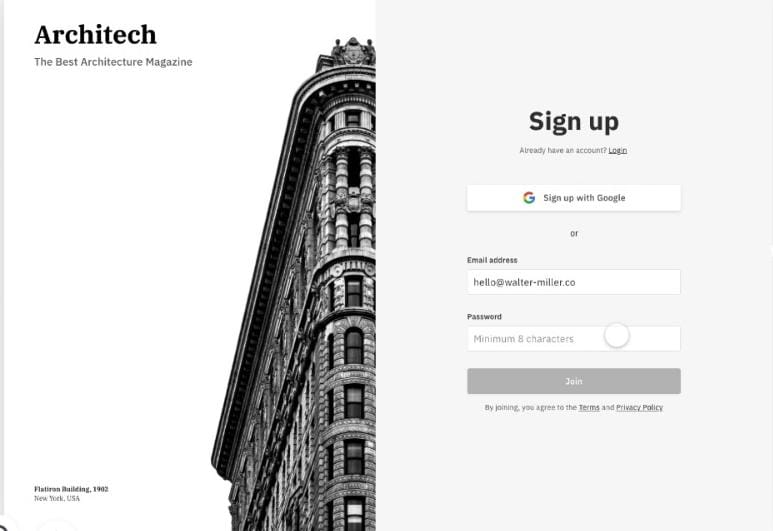 Architech
The Best Architecture Magazine
Flatiron Building, 1902
New York, USA
Sign up
Already have an account? Login
Sign up with Google
or
Email address
hello@walter-miller.co
Password
Minimum 8 characters
Join
By joining, you agree to the Terms and Privacy Policy